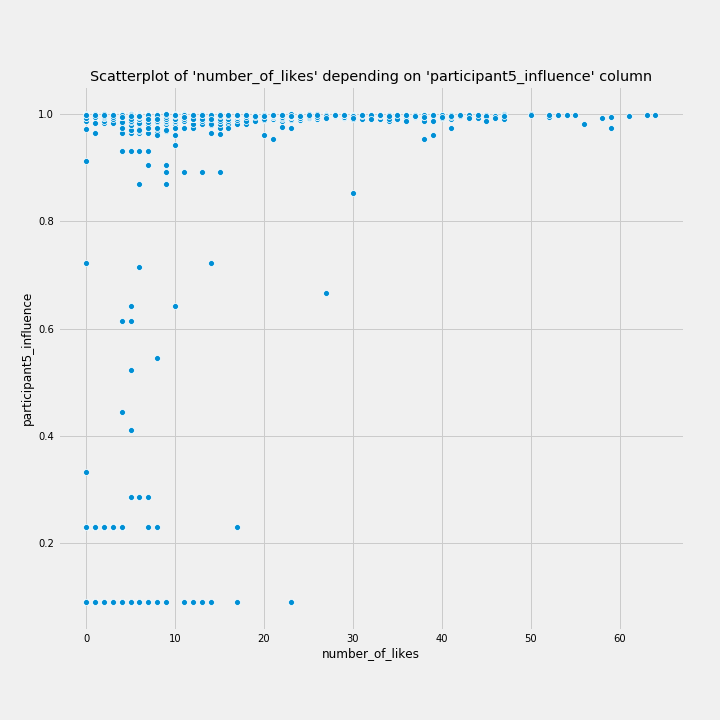 Scatterplot of 'number_of_likes' depending on 'participant5_influence' column
1.0
0.8
0.6
0.4
0.2
participant5_influence
0 10 20 30 40 50 60
number_of_likes